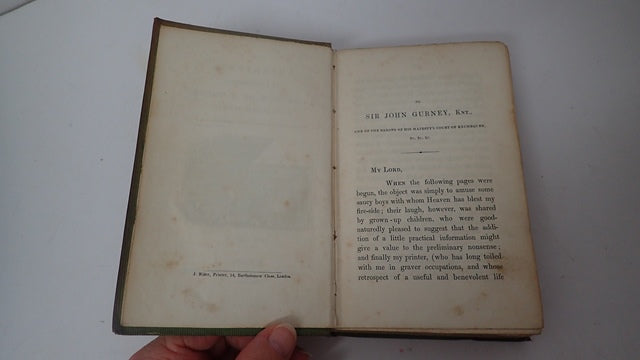 J. Rider, Printer, 14, Bartholomew Close, London.
TO
SIR JOHN GURNEY, KNT.,
ONE OF THE BARONS OF HIS MAJESTY'S COURT OF EXCHEQUER,
&c. &c. &c.
MY LORD,
WHEN the following pages were
begun, the object was simply to amuse some
saucy boys with whom Heaven has blest my
fire-side; their laugh, however, was shared
by grown-up children, who were good-
naturedly pleased to suggest that the addi-
tion of a little practical information might
give a value to the preliminary nonsense;
and finally my printer, (who has long toiled
with me in graver occupations, and whose
retrospect of a useful and benevolent life